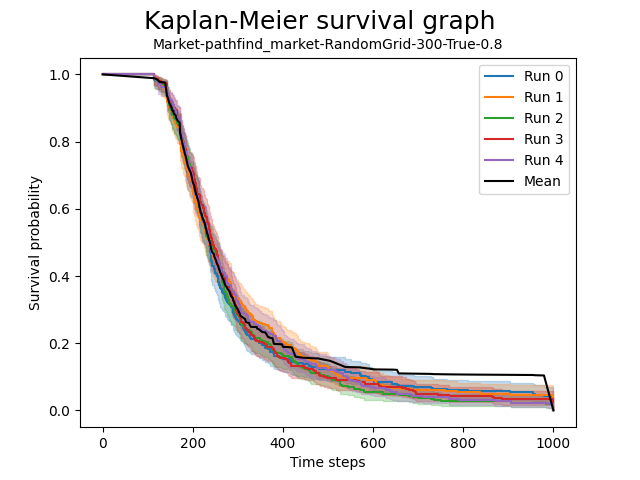 Kaplan-Meier survival graph
Market-pathfind_market-RandomGrid-300-True-0.8
Survival probability
1.0
0.8
0.6
0.4
0.2
0.0
0 200 400 600 800 1000
Time steps
Run 0
Run 1
Run 2
Run 3
Run 4
Mean